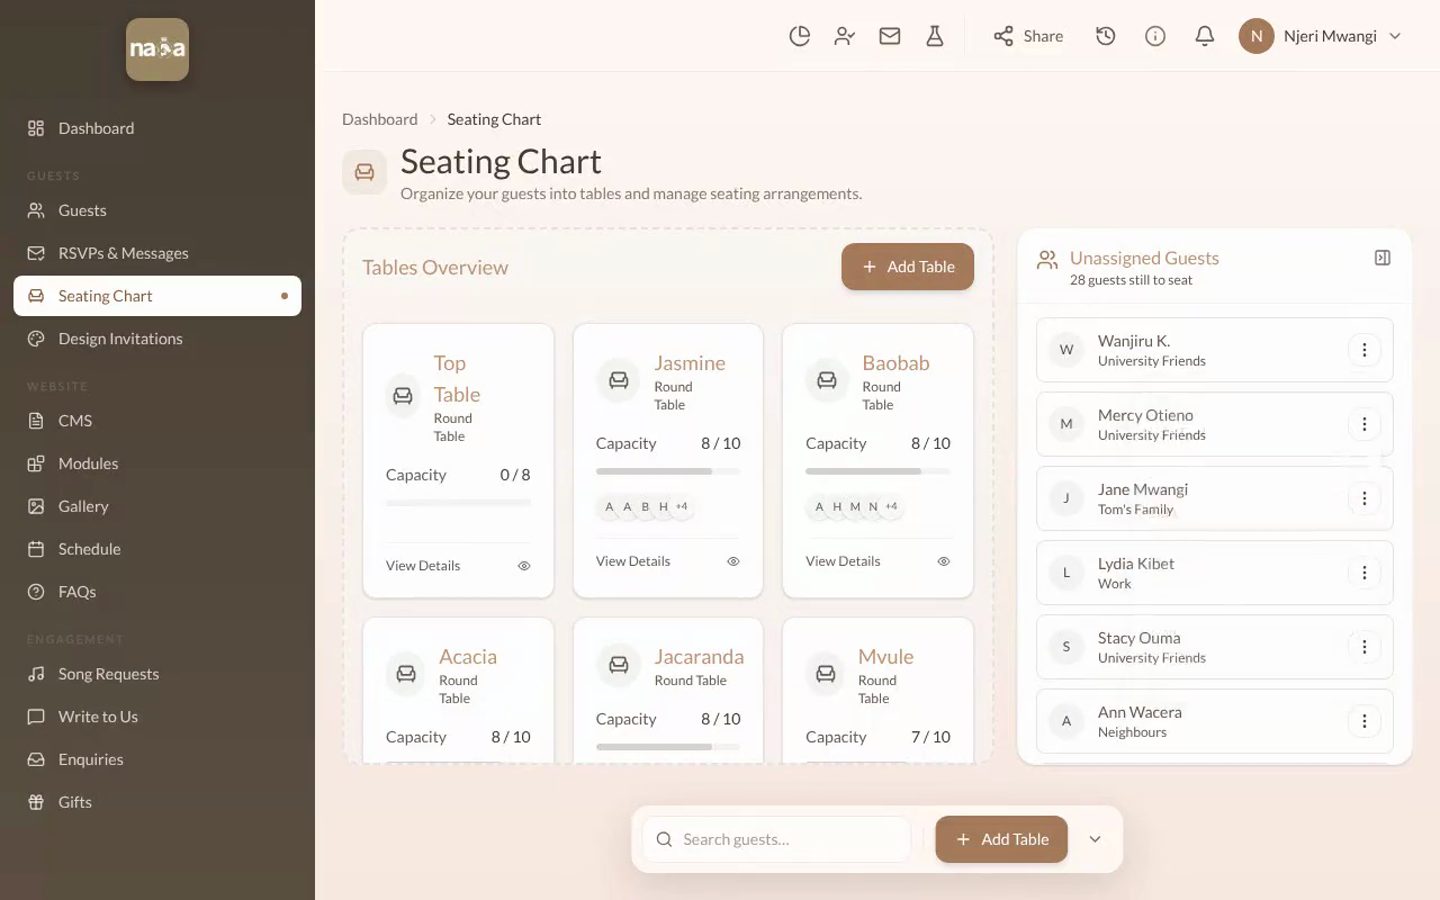 Dashboard
GUESTS
Guests
RSVPs & Messages
Seating Chart
Design Invitations
WEBSITE
CMS
Modules
Gallery
Schedule
FAQs
ENGAGEMENT
Song Requests
Write to Us
Enquiries
Gifts
Share
N
Njeri Mwangi
Dashboard > Seating Chart
Seating Chart
Organize your guests into tables and manage seating arrangements.
Tables Overview
+ Add Table
Top
Table
Round
Table
Capacity 0 / 8
View Details
Jasmine
Round
Table
Capacity 8 / 10
A A B H +4
View Details
Baobab
Round
Table
Capacity 8 / 10
A H M N +4
View Details
Acacia
Round
Table
Capacity 8 / 10
Jacaranda
Round Table
Capacity 8 / 10
Mvule
Round
Table
Capacity 7 / 10
Unassigned Guests
28 guests still to seat
W
Wanjiru K.
University Friends
M
Mercy Otieno
University Friends
J
Jane Mwangi
Tom's Family
L
Lydia Kibet
Work
S
Stacy Ouma
University Friends
A
Ann Wacera
Neighbours
Search guests...
+ Add Table